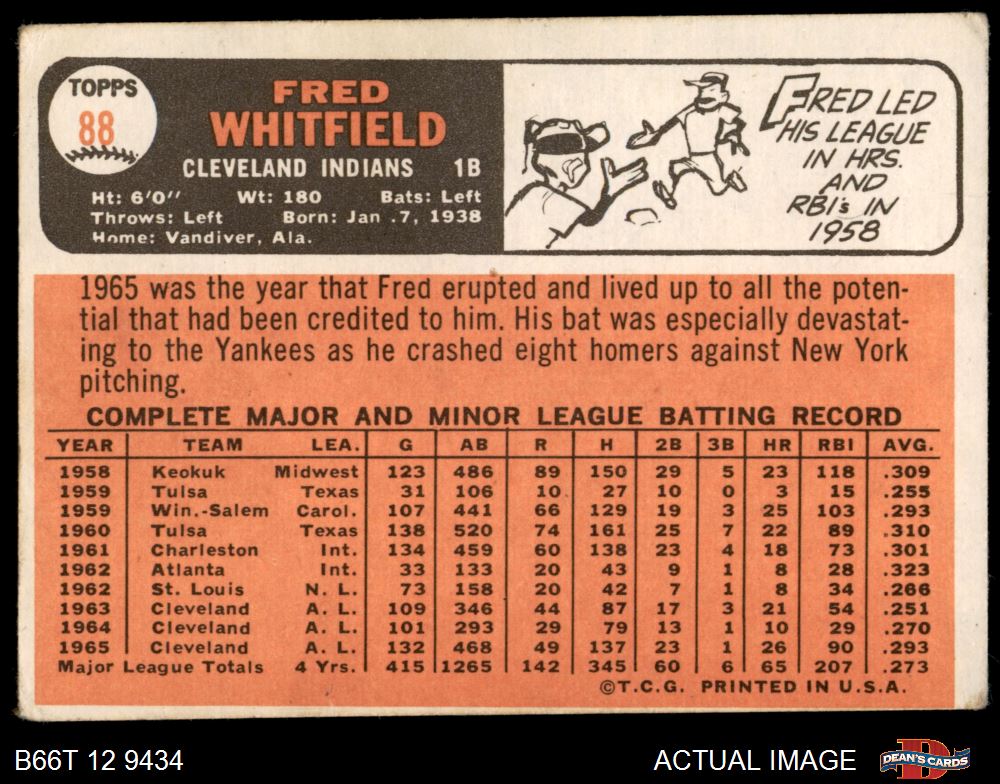 TOPPS
88
FRED
WHITFIELD
CLEVELAND INDIANS 1B
Ht: 6'0" Wt: 180 Bats: Left
Throws: Left Born: Jan .7, 1938
Home: Vandiver, Ala.
FRED LED
HIS LEAGUE
IN HRS.
AND
RBI's IN
1958
1965 was the year that Fred erupted and lived up to all the poten-
tial that had been credited to him. His bat was especially devastat-
ing to the Yankees as he crashed eight homers against New York
pitching.
COMPLETE MAJOR AND MINOR LEAGUE BATTING RECORD
YEAR TEAM LEA. G AB R H 2B 3B HR RBI AVG.
1958 Keokuk Midwest 123 486 89 150 29 5 23 118 .309
1959 Tulsa Texas 31 106 10 27 10 0 3 15 .255
1959 Win.-Salem Carol. 107 441 66 129 19 3 25 103 .293
1960 Tulsa Texas 138 520 74 161 25 7 22 89 .310
1961 Charleston Int. 134 459 60 138 23 4 18 73 .301
1962 Atlanta Int. 33 133 20 43 9 1 8 28 .323
1962 St. Louis N. L. 73 158 20 42 7 1 8 34 .266
1963 Cleveland A. L. 109 346 44 87 17 3 21 54 .251
1964 Cleveland A. L. 101 293 29 79 13 1 10 29 .270
1965 Cleveland A. L. 132 468 49 137 23 1 26 90 .293
Major League Totals 4 Yrs. 415 1265 142 345 60 6 65 207 .273
©T.C.G. PRINTED IN U.S.A.
B66T 12 9434
ACTUAL IMAGE
DEAN'S CARDS